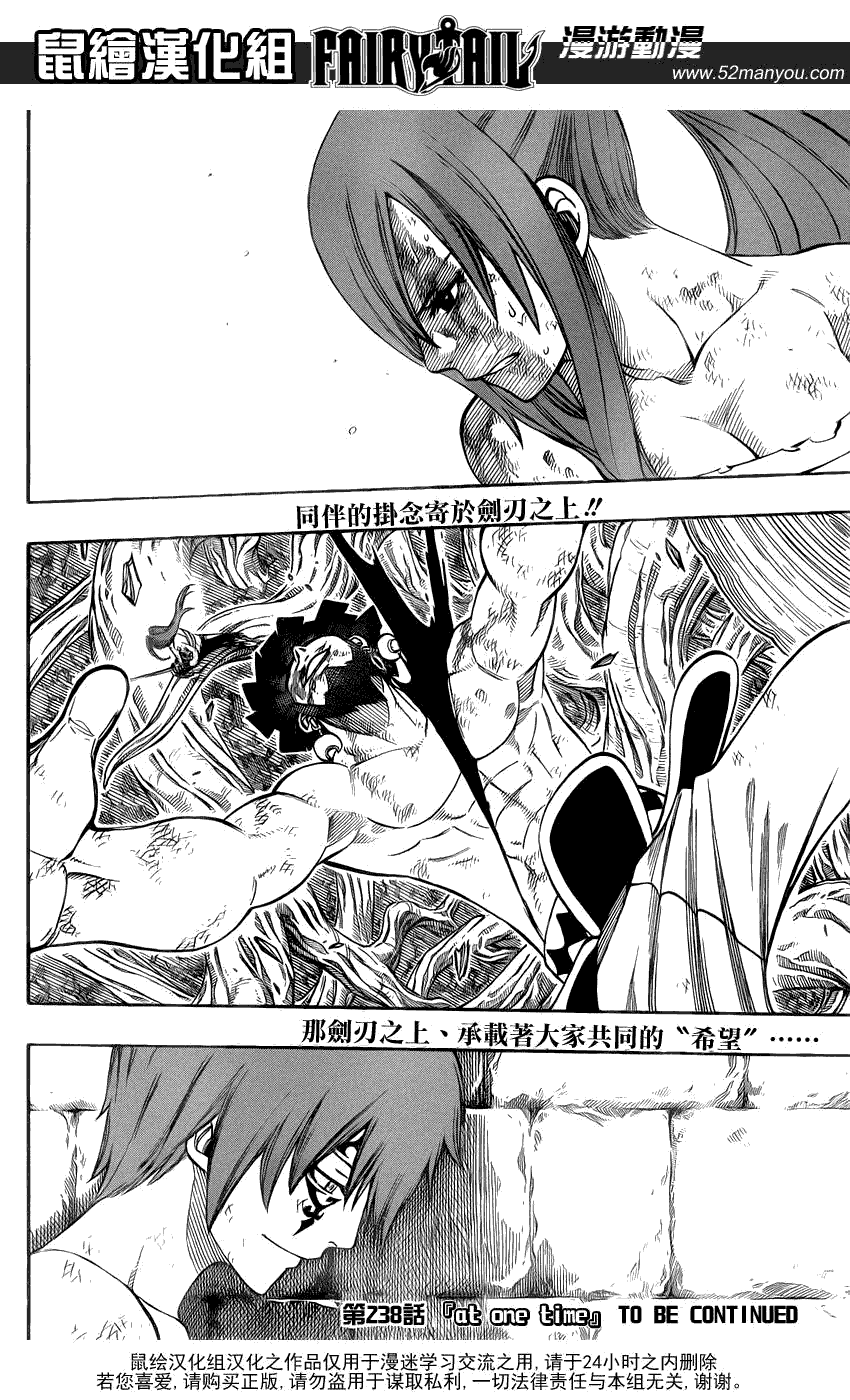 鼠繪漢化組 FAIRY TAIL 漫游動漫
www.52manyou.com
同伴的掛念寄於劍刃之上!!
那劍刃之上、承載著大家共同的〝希望〞……
第238話『at one time』 TO BE CONTINUED
鼠绘汉化组汉化之作品仅用于漫迷学习交流之用, 请于24小时之内删除
若您喜爱, 请购买正版, 请勿盗用于谋取私利, 一切法律责任与本组无关, 谢谢。